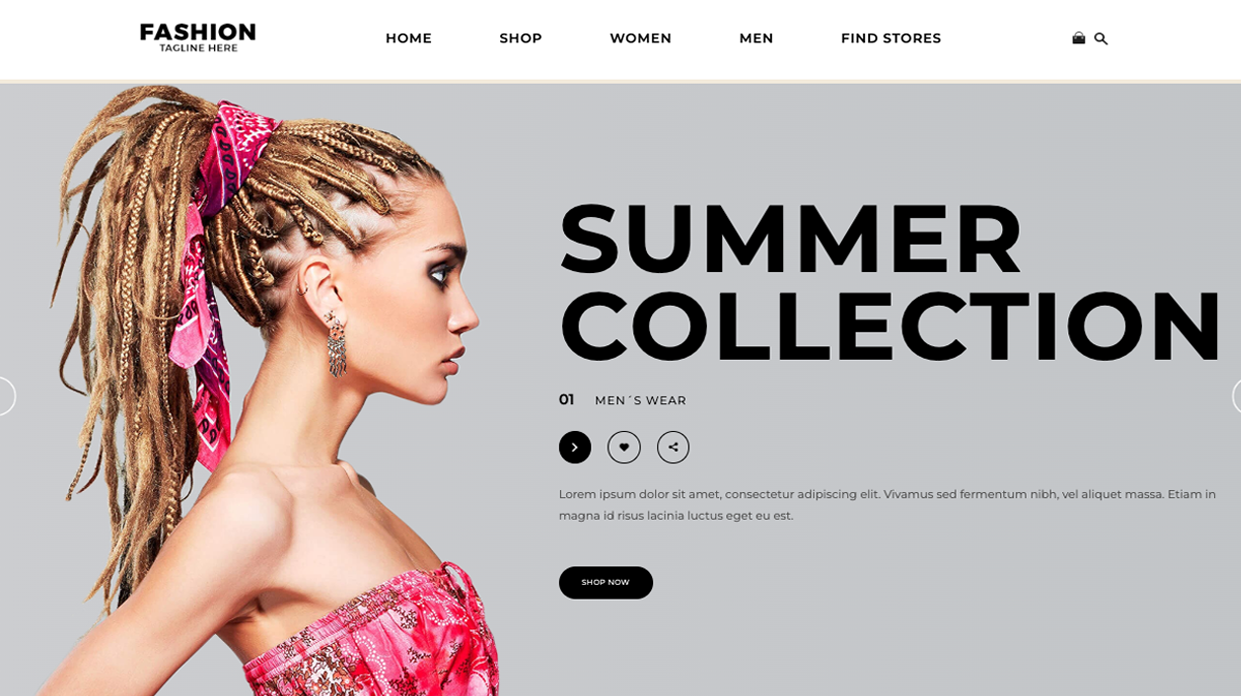 FASHION
TAGLINE HERE
HOME
SHOP
WOMEN
MEN
FIND STORES
SUMMER
COLLECTION
01 MEN´S WEAR
Lorem ipsum dolor sit amet, consectetur adipiscing elit. Vivamus sed fermentum nibh, vel aliquet massa. Etiam in
magna id risus lacinia luctus eget eu est.
SHOP NOW